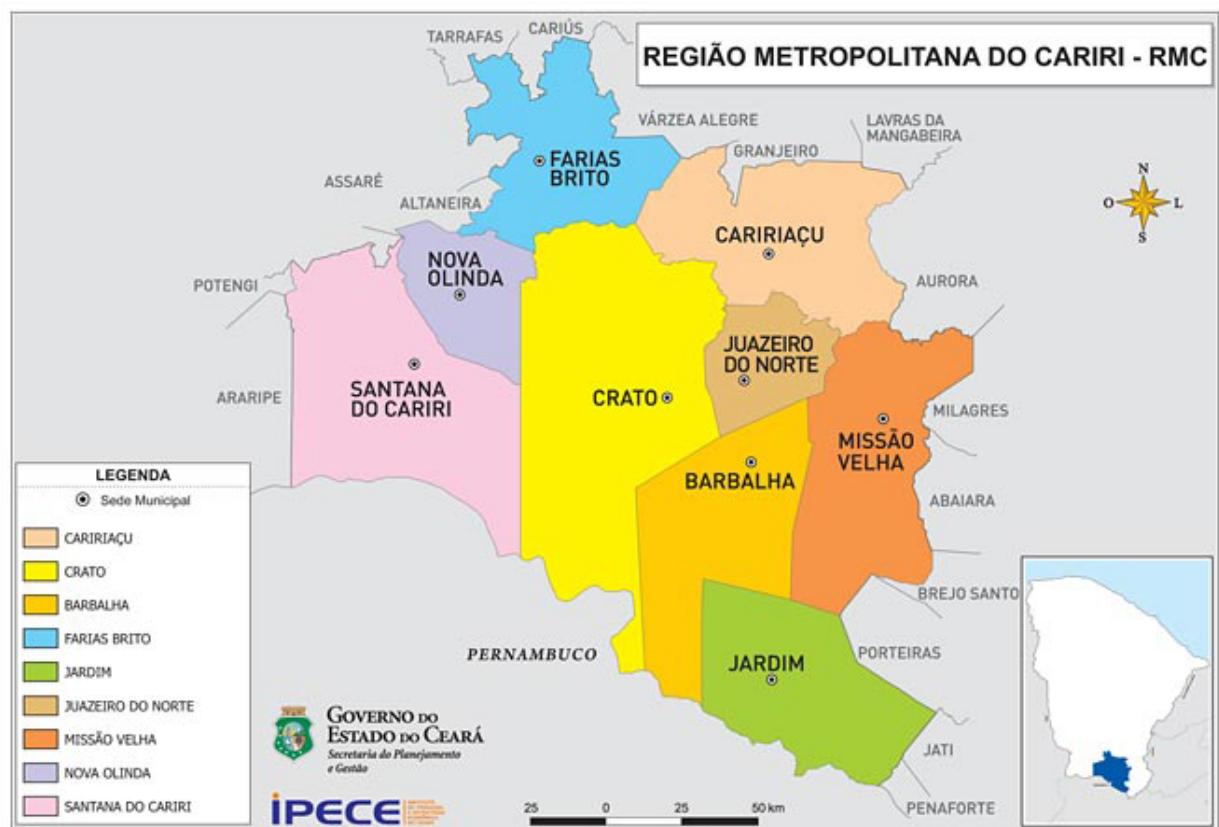 REGIÃO METROPOLITANA DO CARIRI - RMC
TARRAFAS
CARIÚS
VÁRZEA ALEGRE
LAVRAS DA
MANGABEIRA
GRANJEIRO
FARIAS
BRITO
ASSARÉ
ALTANEIRA
N
O
L
S
CARIRIAÇU
NOVA
OLINDA
POTENGI
AURORA
JUAZEIRO
DO NORTE
SANTANA
DO CARIRI
ARARIPE
CRATO
MILAGRES
MISSÃO
VELHA
BARBALHA
ABAIARA
BREJO SANTO
PERNAMBUCO
JARDIM
PORTEIRAS
JATI
PENAFORTE
LEGENDA
Sede Municipal
CARIRIAÇU
CRATO
BARBALHA
FARIAS BRITO
JARDIM
JUAZEIRO DO NORTE
MISSÃO VELHA
NOVA OLINDA
SANTANA DO CARIRI
GOVERNO DO
ESTADO DO CEARÁ
Secretaria do Planejamento
e Gestão
iPECE
25 0 25 50 km